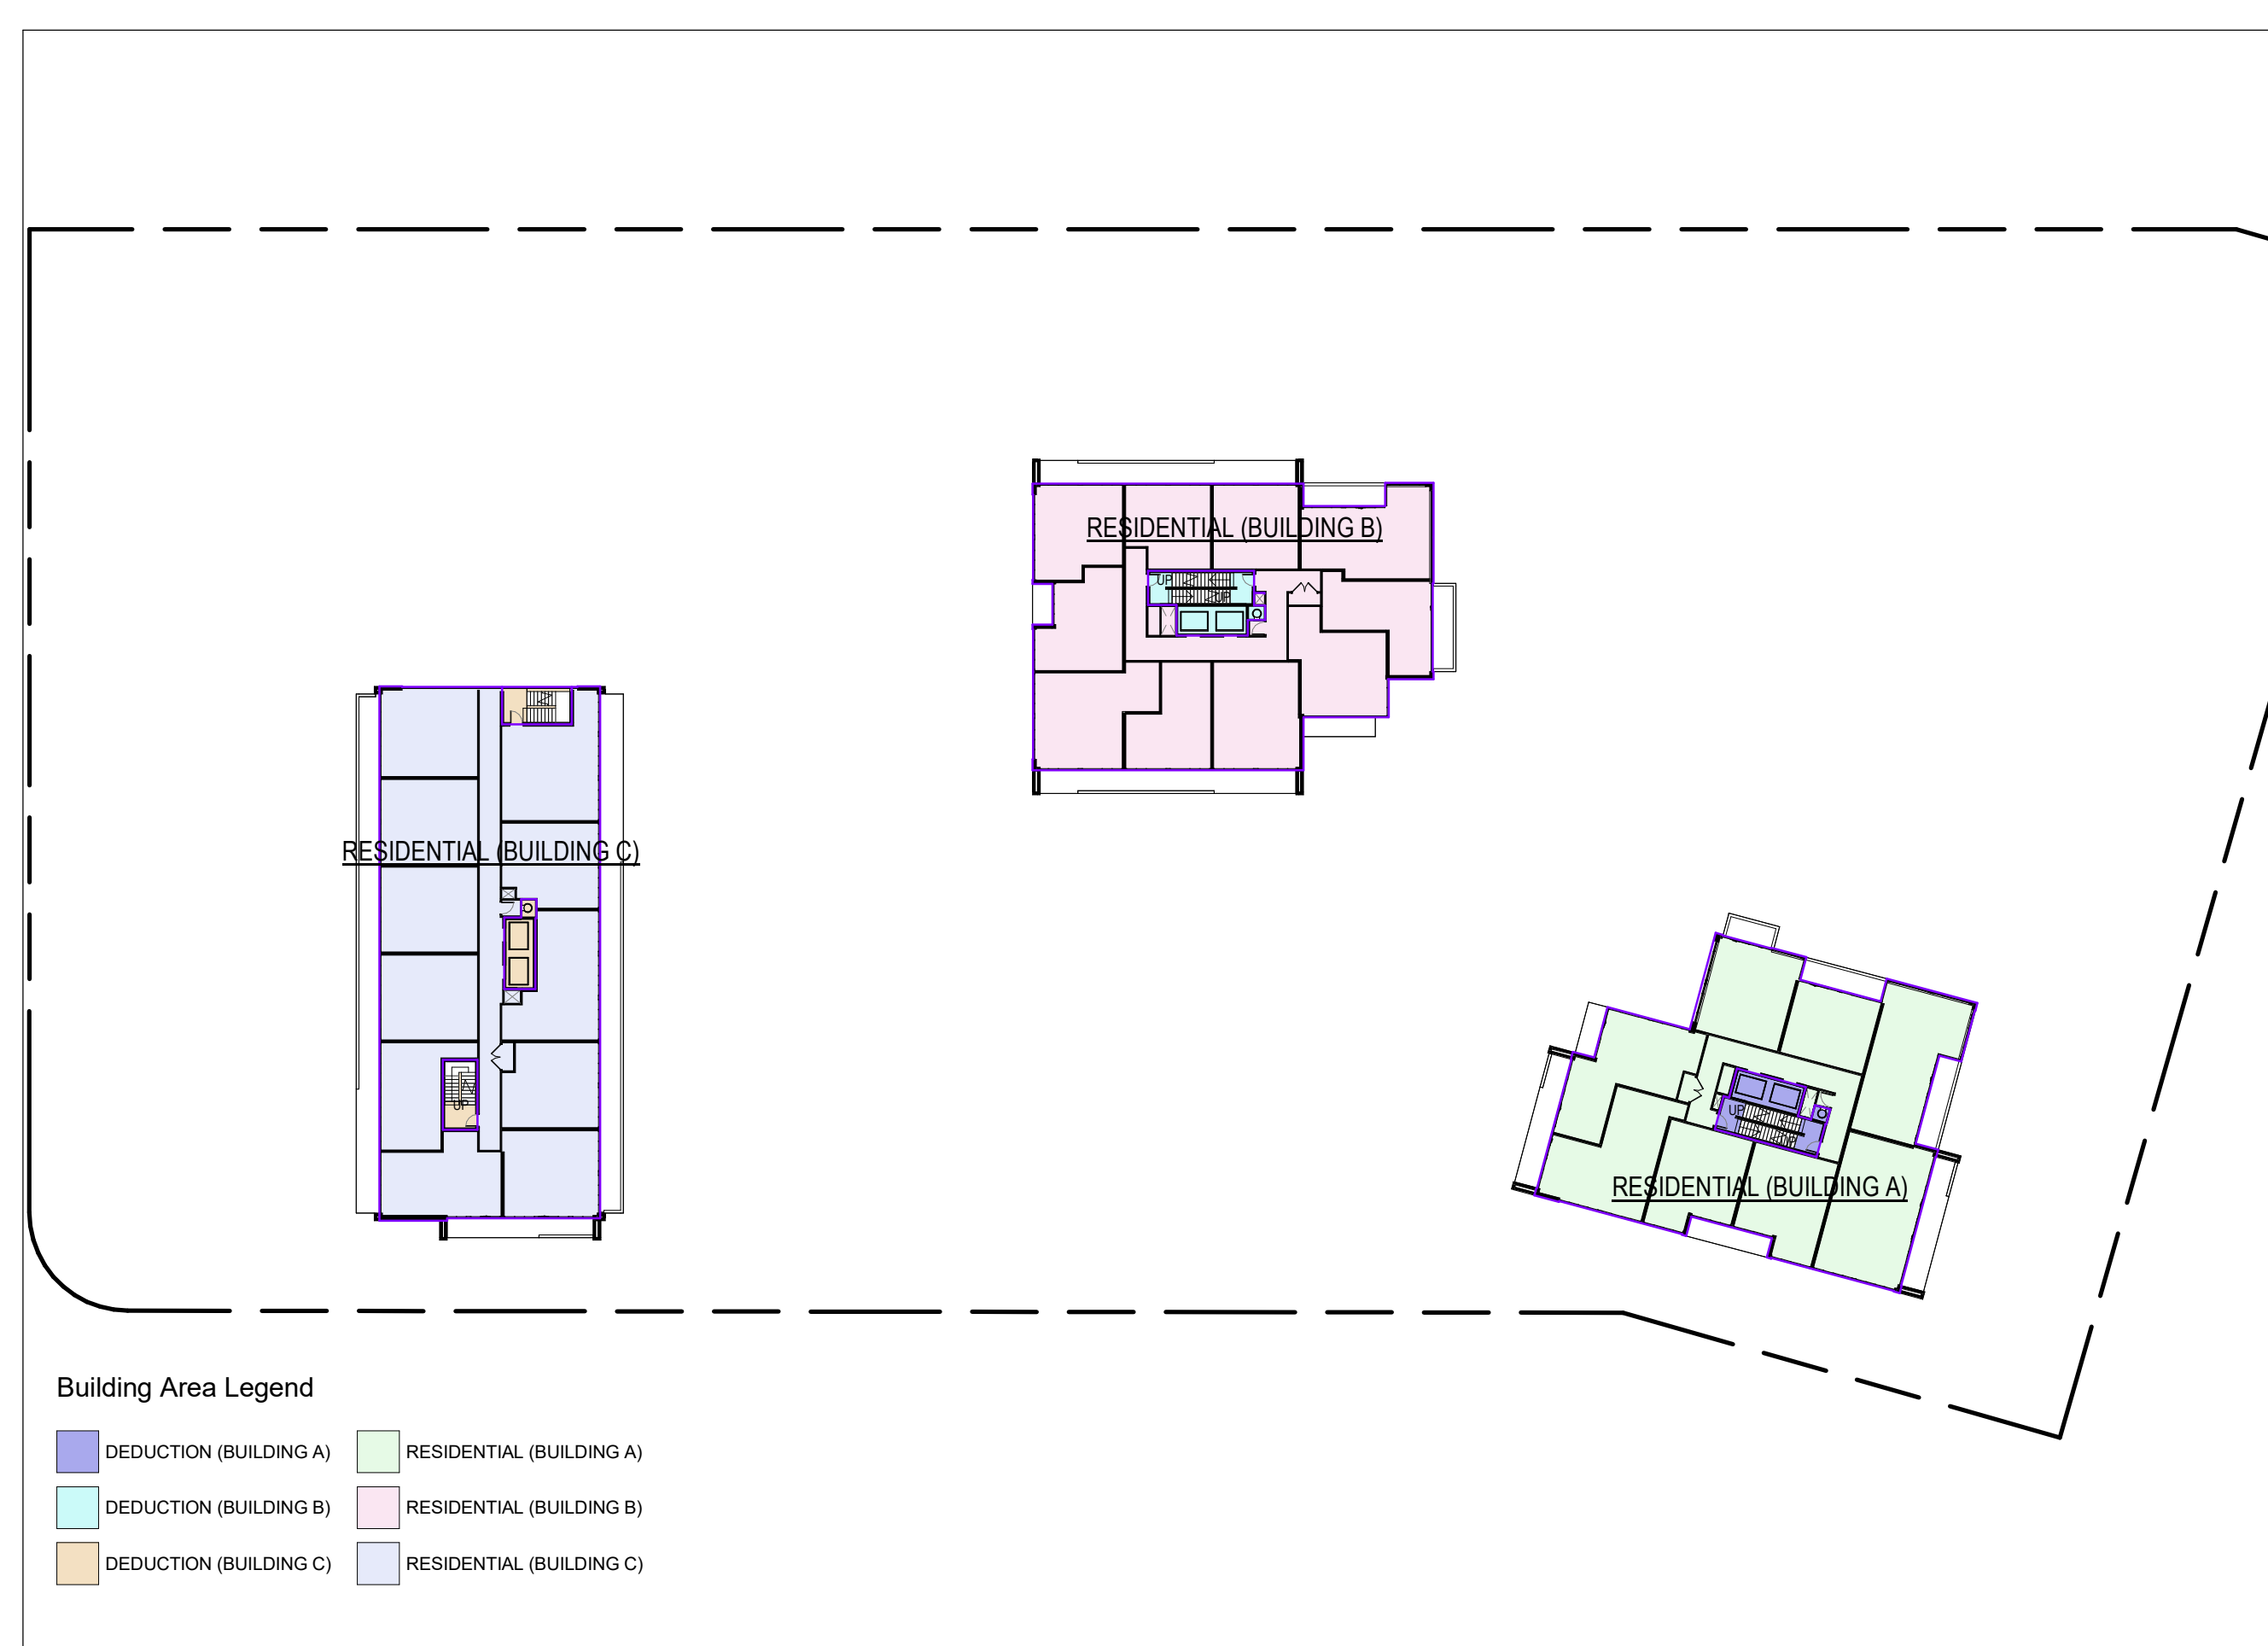 RESIDENTIAL (BUILDING B)
UP
UP
RESIDENTIAL (BUILDING C)
UP
UP
UP
RESIDENTIAL (BUILDING A)
Building Area Legend
DEDUCTION (BUILDING A)
RESIDENTIAL (BUILDING A)
DEDUCTION (BUILDING B)
RESIDENTIAL (BUILDING B)
DEDUCTION (BUILDING C)
RESIDENTIAL (BUILDING C)